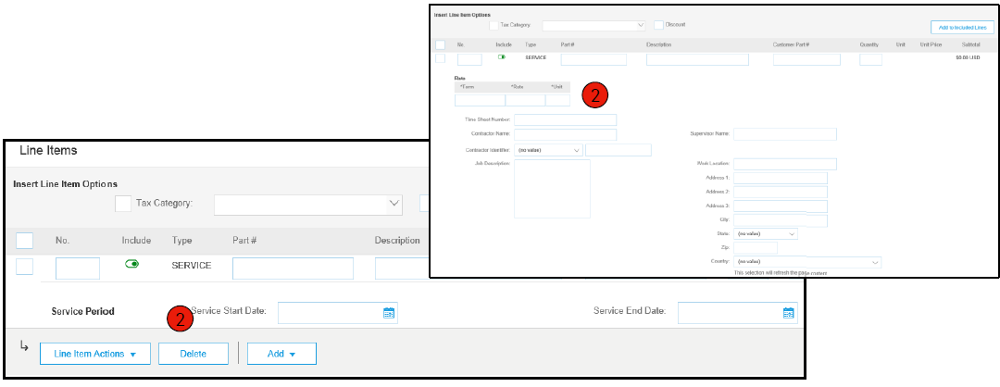 Insert Line Item Options
Tax Category
Discount
Add to Included Lines
No. Include Type Part # Description Customer Part # Quantity Unit Unit Price Subtotal
SERVICE $0.00 USD
Rate
*Term *Rate *Unit
2
Time Sheet Number:
Contractor Name: Supervisor Name:
Contractor Identifier: (no value)
Job Description: Work Location:
Address 1:
Address 2:
Address 3:
City:
State: (no value)
Zip:
Country: (no value)
This selection will refresh the page content
Line Items
Insert Line Item Options
Tax Category:
No. Include Type Part # Description
SERVICE
Service Period Service Start Date: Service End Date:
2
Line Item Actions Delete Add